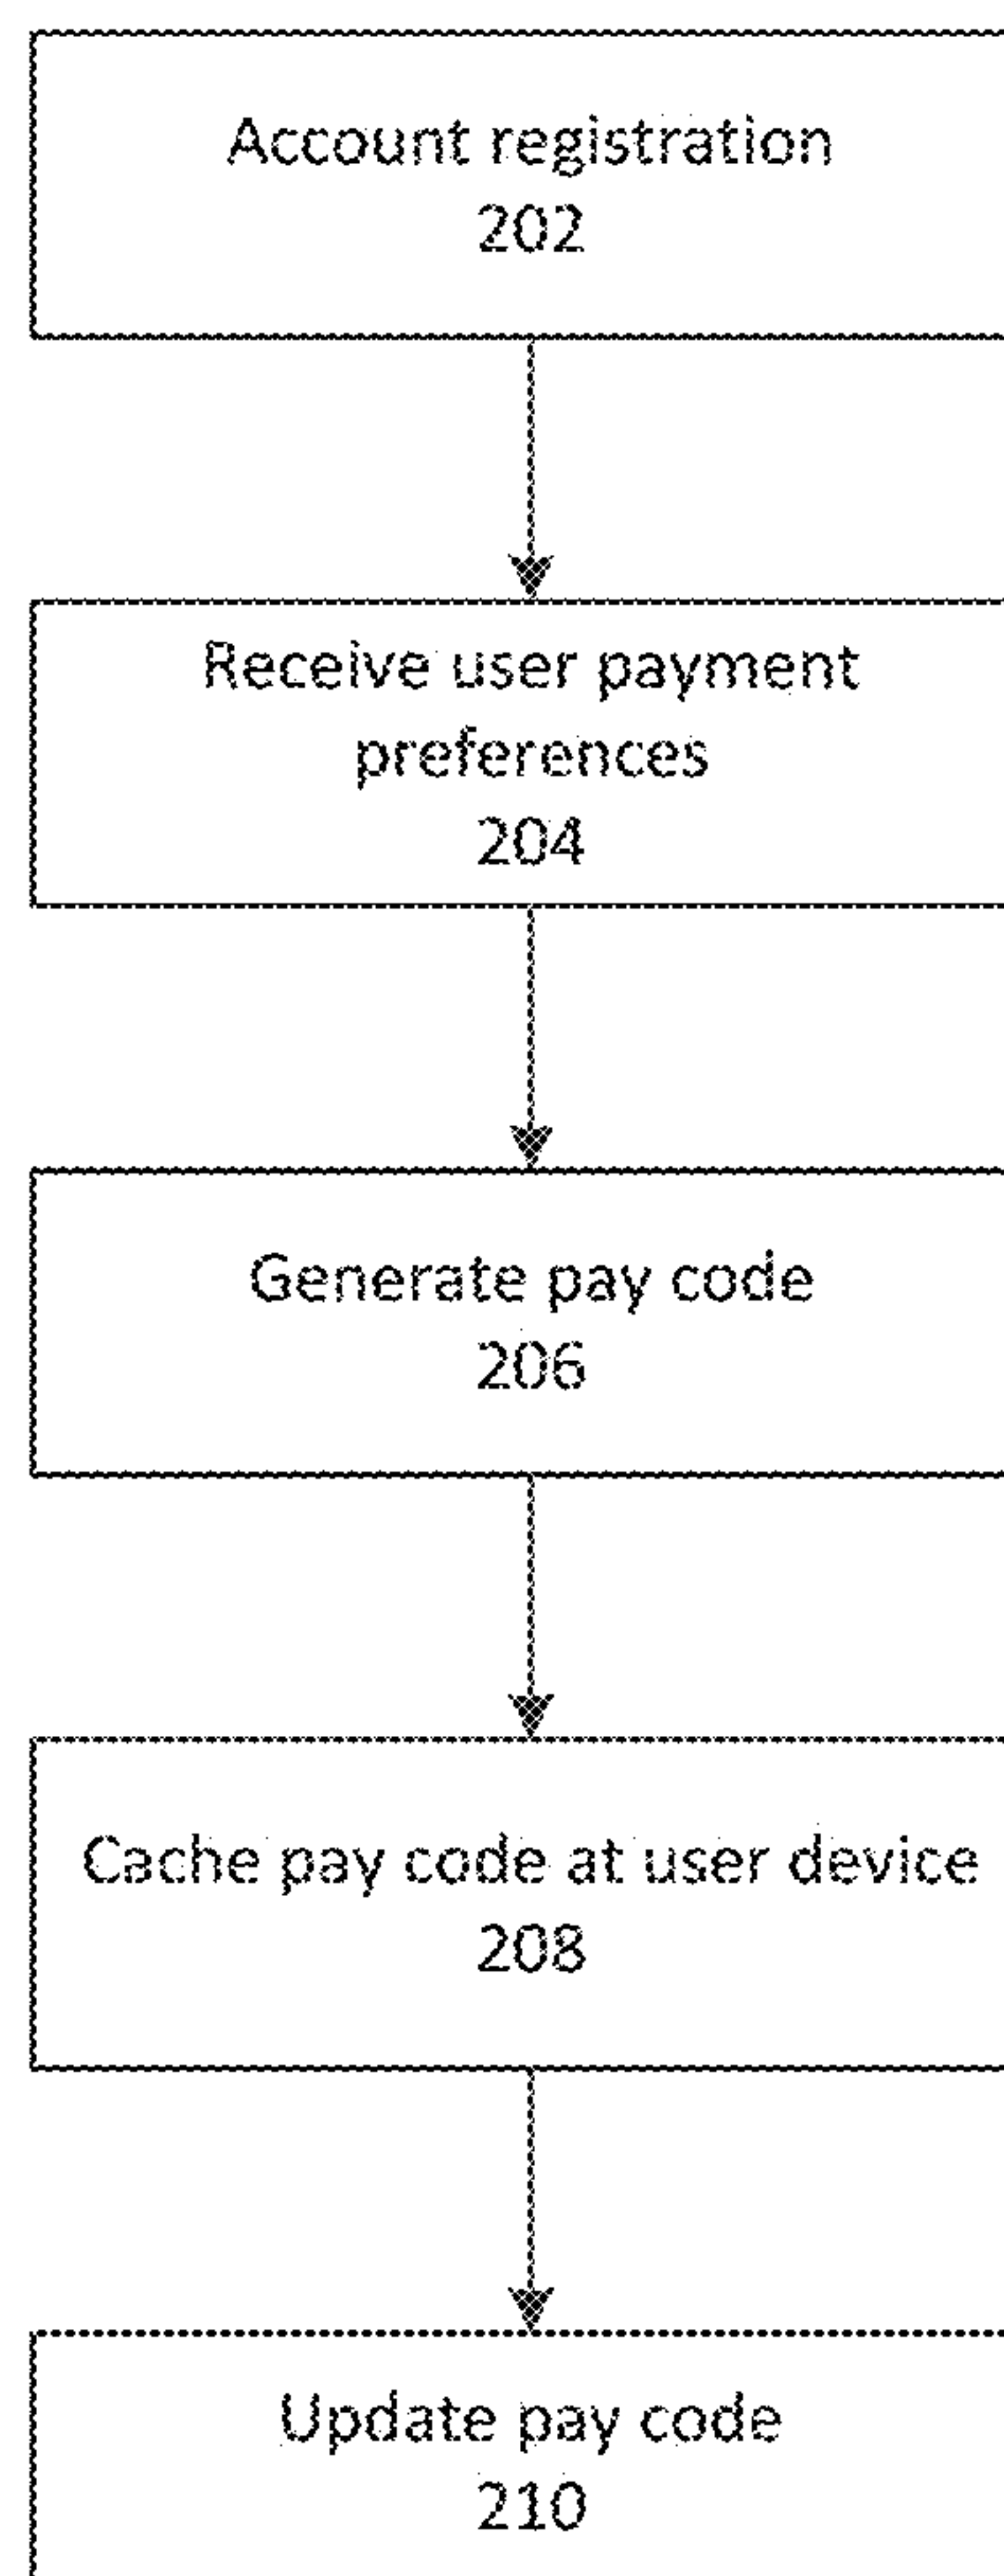 Account registration
202
Receive user payment
preferences
204
Generate pay code
206
Cache pay code at user device
208
Update pay code
210